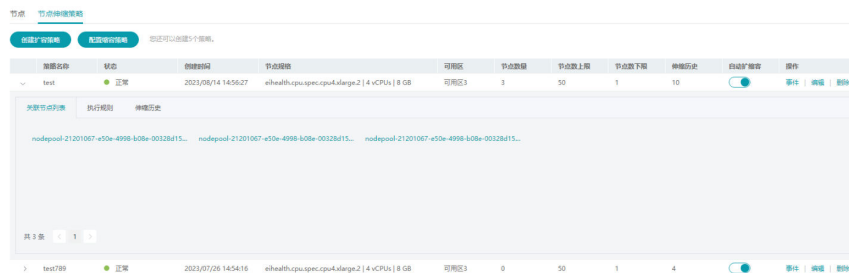 节点 节点伸缩策略
创建扩容策略 配置缩容策略 您还可以创建5个策略。
策略名称 状态 创建时间 节点规格 可用区 节点数量 节点数上限 节点数下限 伸缩历史 自动扩缩容 操作
test 正常 2023/08/14 14:56:27 eihealth.cpu.spec.cpu4.xlarge.2 | 4 vCPUs | 8 GB 可用区3 3 50 1 10 事件 | 编辑 | 删除
关联节点列表 执行规则 伸缩历史
nodepool-21201067-e50e-4998-b08e-00328d15... nodepool-21201067-e50e-4998-b08e-00328d15... nodepool-21201067-e50e-4998-b08e-00328d15...
共 3 条 < 1 >
test789 正常 2023/07/26 14:54:16 eihealth.cpu.spec.cpu4.xlarge.2 | 4 vCPUs | 8 GB 可用区3 0 50 1 4 事件 | 编辑 | 删除